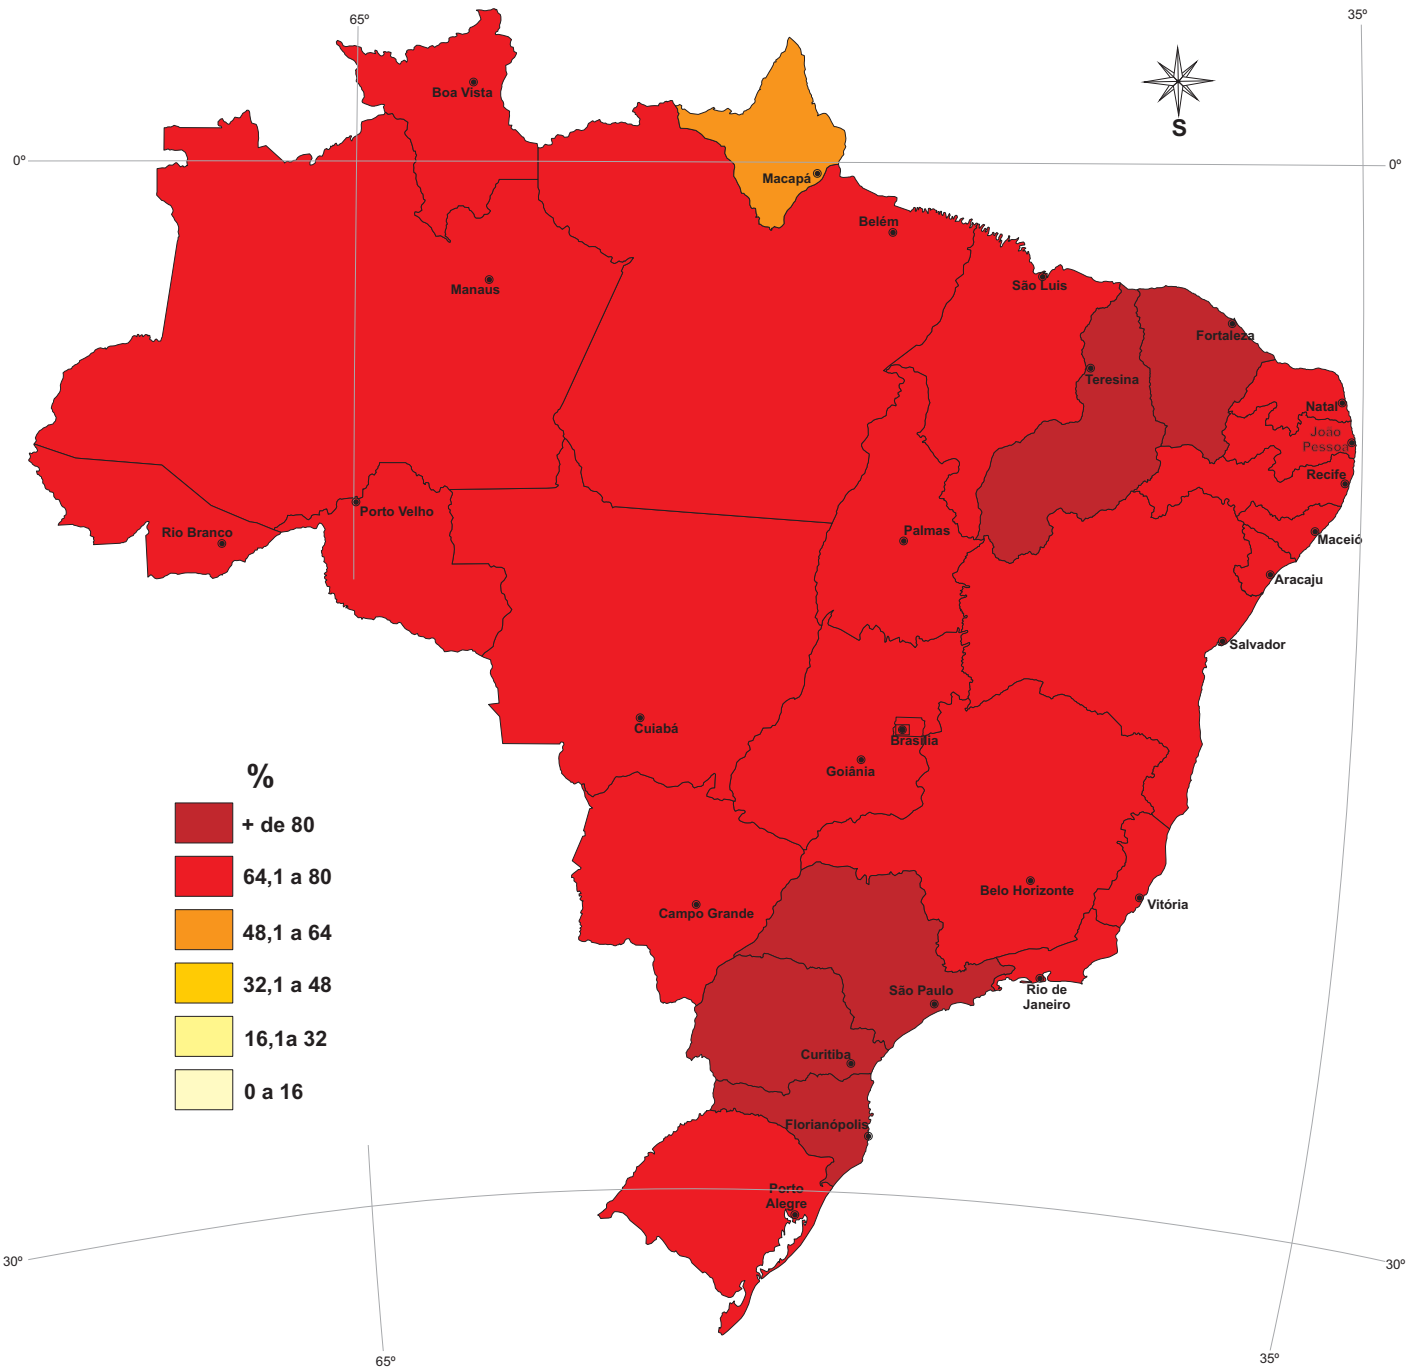 65º
35º
Boa Vista
S
0º
0º
Macapá
Belém
São Luis
Manaus
Fortaleza
Teresina
Natal
João
Pessoa
Recife
Porto Velho
Rio Branco
Palmas
Maceió
Aracaju
Salvador
Cuiabá
Brasília
Goiânia
%
+ de 80
64,1 a 80
48,1 a 64
32,1 a 48
16,1a 32
0 a 16
Belo Horizonte
Vitória
Campo Grande
São Paulo
Rio de
Janeiro
Curitiba
Florianópolis
Porto
Alegre
30º
30º
65º
35º